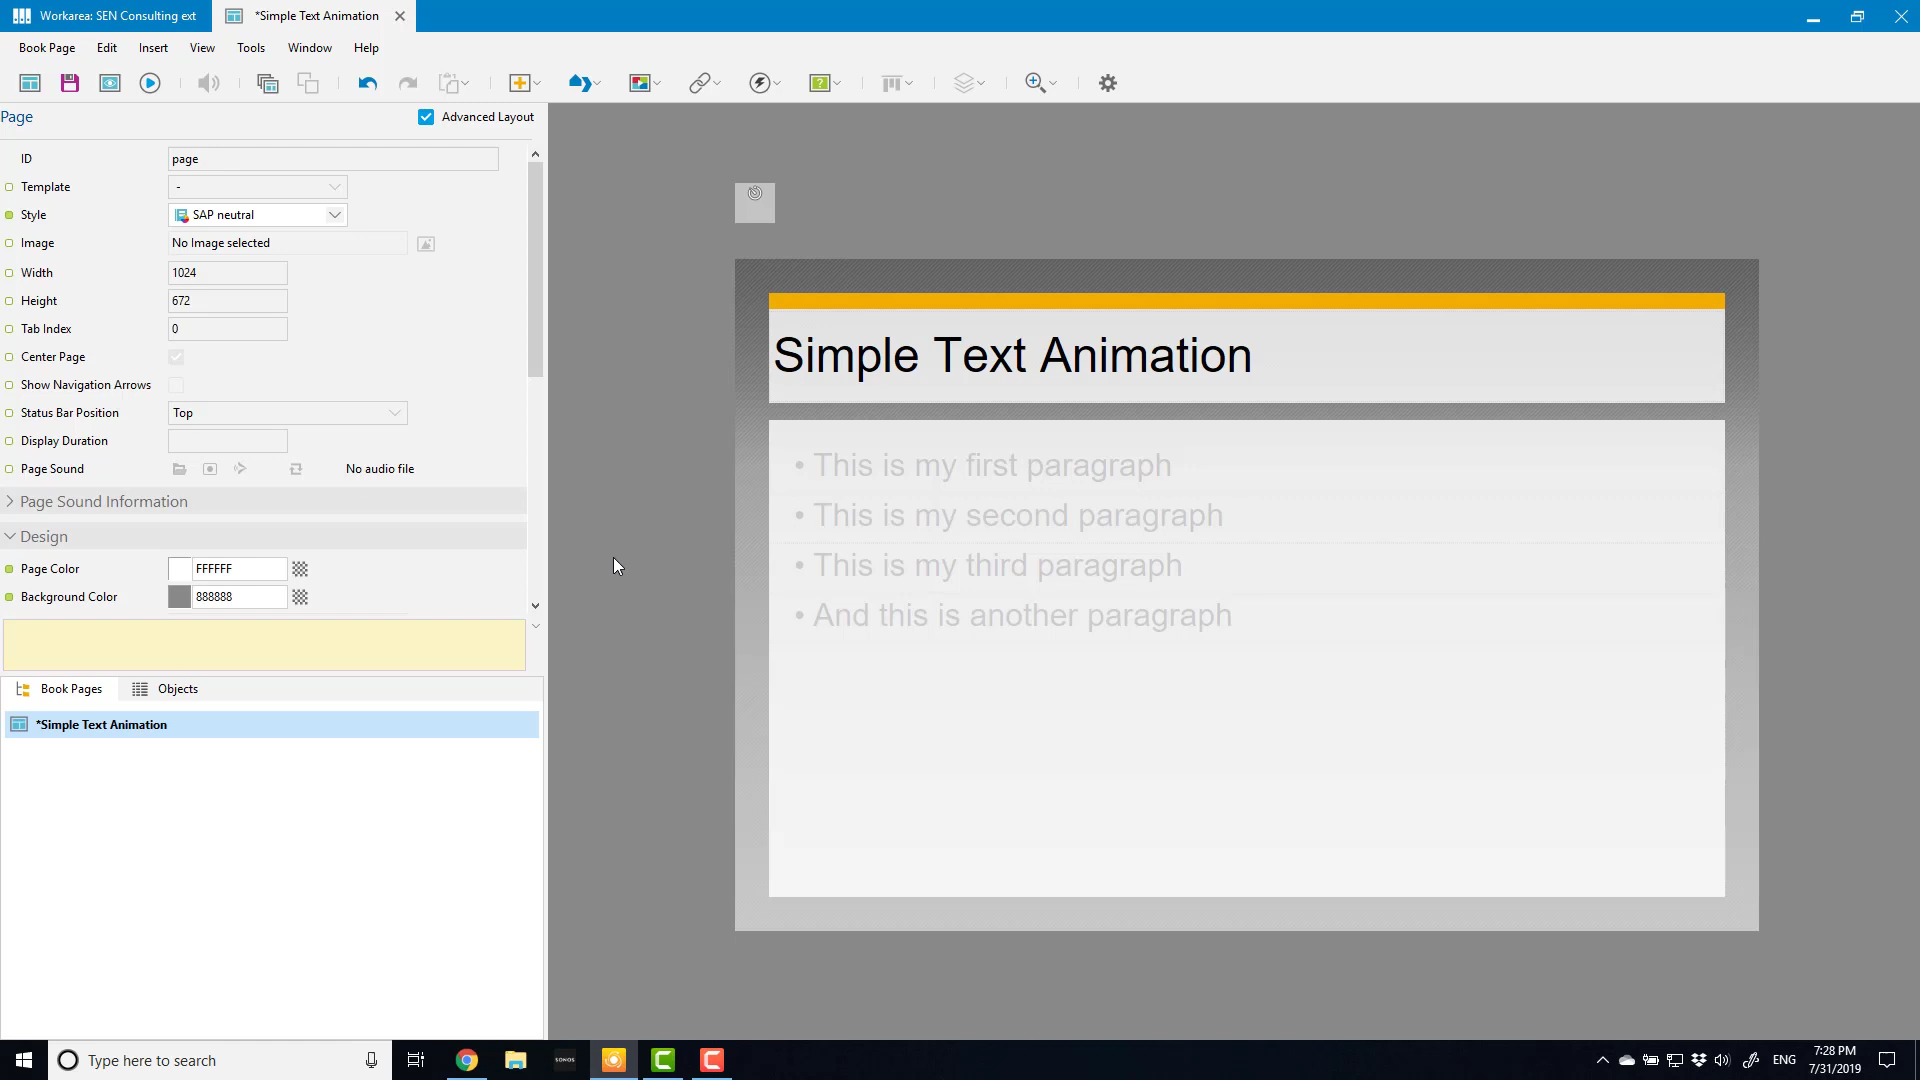 Workarea: SEN Consulting ext
*Simple Text Animation
Book Page Edit Insert View Tools Window Help
Page
Advanced Layout
ID
page
Template
-
Style
SAP neutral
Image
No Image selected
Width
1024
Height
672
Tab Index
0
Center Page
Show Navigation Arrows
Status Bar Position
Top
Display Duration
Page Sound
No audio file
Page Sound Information
Design
Page Color
FFFFFF
Background Color
888888
Book Pages
Objects
*Simple Text Animation
Simple Text Animation
• This is my first paragraph
• This is my second paragraph
• This is my third paragraph
• And this is another paragraph
Type here to search
SONOS
ENG
7:28 PM
7/31/2019